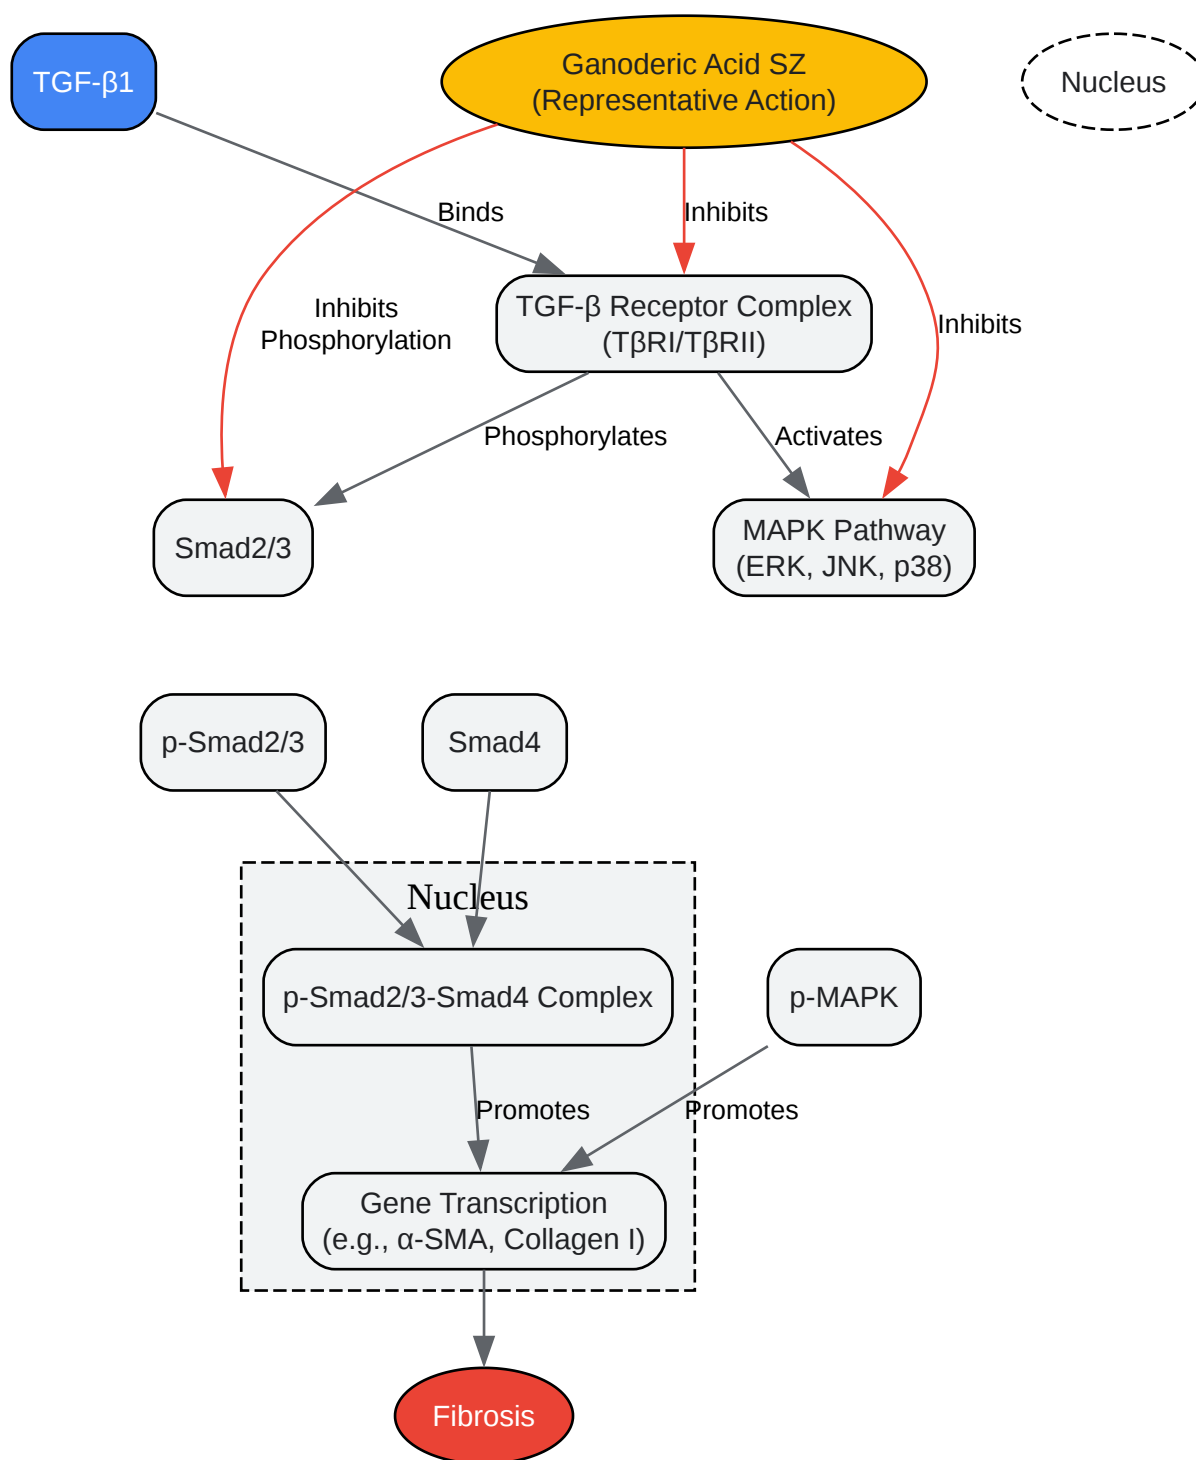 TGF-β1
Ganoderic Acid SZ
(Representative Action)
Nucleus
Binds
Inhibits
Inhibits
Phosphorylation
TGF-β Receptor Complex
(TβRI/TβRII)
Inhibits
Phosphorylates
Activates
Smad2/3
MAPK Pathway
(ERK, JNK, p38)
p-Smad2/3
Smad4
Nucleus
p-Smad2/3-Smad4 Complex
p-MAPK
Promotes
Promotes
Gene Transcription
(e.g., α-SMA, Collagen I)
Fibrosis